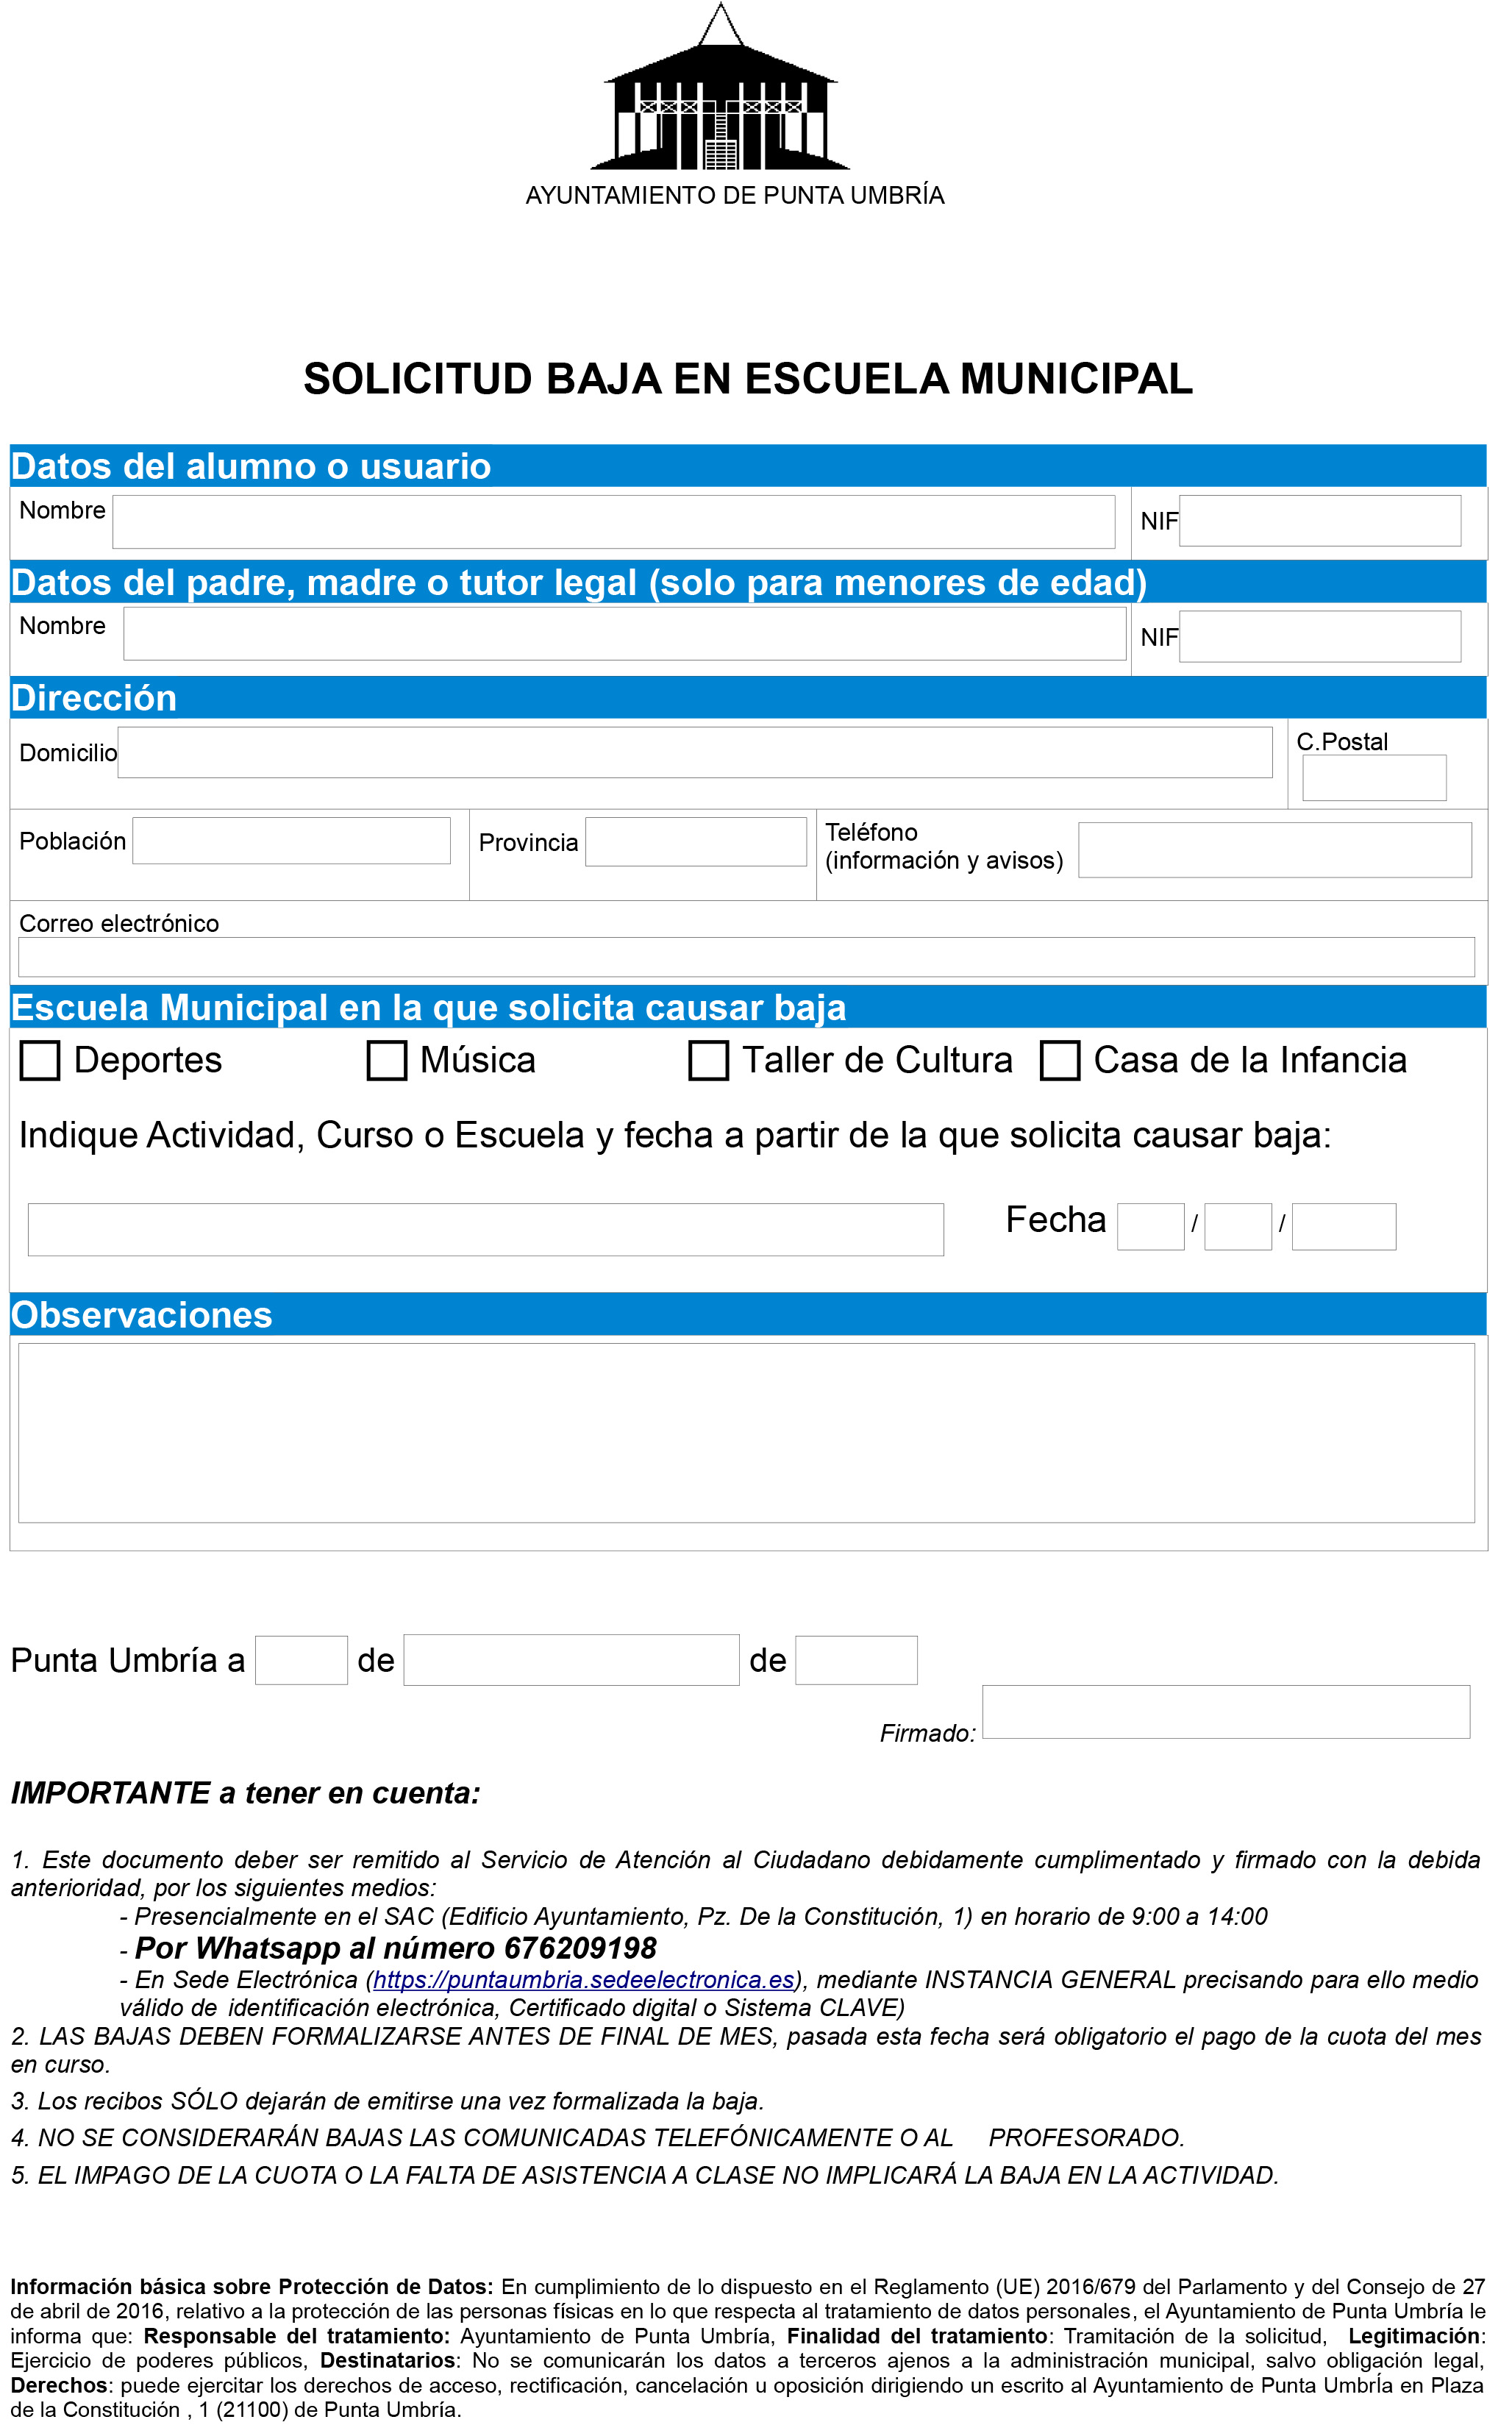 AYUNTAMIENTO DE PUNTA UMBRÍA
SOLICITUD BAJA EN ESCUELA MUNICIPAL
Datos del alumno o usuario
Nombre NIF
Datos del padre, madre o tutor legal (solo para menores de edad)
Nombre NIF
Dirección
Domicilio C.Postal
Población Provincia Teléfono
(información y avisos)
Correo electrónico
Escuela Municipal en la que solicita causar baja
Deportes Música Taller de Cultura Casa de la Infancia
Indique Actividad, Curso o Escuela y fecha a partir de la que solicita causar baja:
Fecha / /
Observaciones
Punta Umbría a de de
Firmado:
IMPORTANTE a tener en cuenta:
1. Este documento deber ser remitido al Servicio de Atención al Ciudadano debidamente cumplimentado y firmado con la debida
anterioridad, por los siguientes medios:
- Presencialmente en el SAC (Edificio Ayuntamiento, Pz. De la Constitución, 1) en horario de 9:00 a 14:00
- Por Whatsapp al número 676209198
- En Sede Electrónica (https://puntaumbria.sedeelectronica.es), mediante INSTANCIA GENERAL precisando para ello medio
válido de identificación electrónica, Certificado digital o Sistema CLAVE)
2. LAS BAJAS DEBEN FORMALIZARSE ANTES DE FINAL DE MES, pasada esta fecha será obligatorio el pago de la cuota del mes
en curso.
3. Los recibos SÓLO dejarán de emitirse una vez formalizada la baja.
4. NO SE CONSIDERARÁN BAJAS LAS COMUNICADAS TELEFÓNICAMENTE O AL PROFESORADO.
5. EL IMPAGO DE LA CUOTA O LA FALTA DE ASISTENCIA A CLASE NO IMPLICARÁ LA BAJA EN LA ACTIVIDAD.
Información básica sobre Protección de Datos: En cumplimiento de lo dispuesto en el Reglamento (UE) 2016/679 del Parlamento y del Consejo de 27
de abril de 2016, relativo a la protección de las personas físicas en lo que respecta al tratamiento de datos personales, el Ayuntamiento de Punta Umbría le
informa que: Responsable del tratamiento: Ayuntamiento de Punta Umbría, Finalidad del tratamiento: Tramitación de la solicitud, Legitimación:
Ejercicio de poderes públicos, Destinatarios: No se comunicarán los datos a terceros ajenos a la administración municipal, salvo obligación legal,
Derechos: puede ejercitar los derechos de acceso, rectificación, cancelación u oposición dirigiendo un escrito al Ayuntamiento de Punta UmbrÍa en Plaza
de la Constitución , 1 (21100) de Punta Umbría.